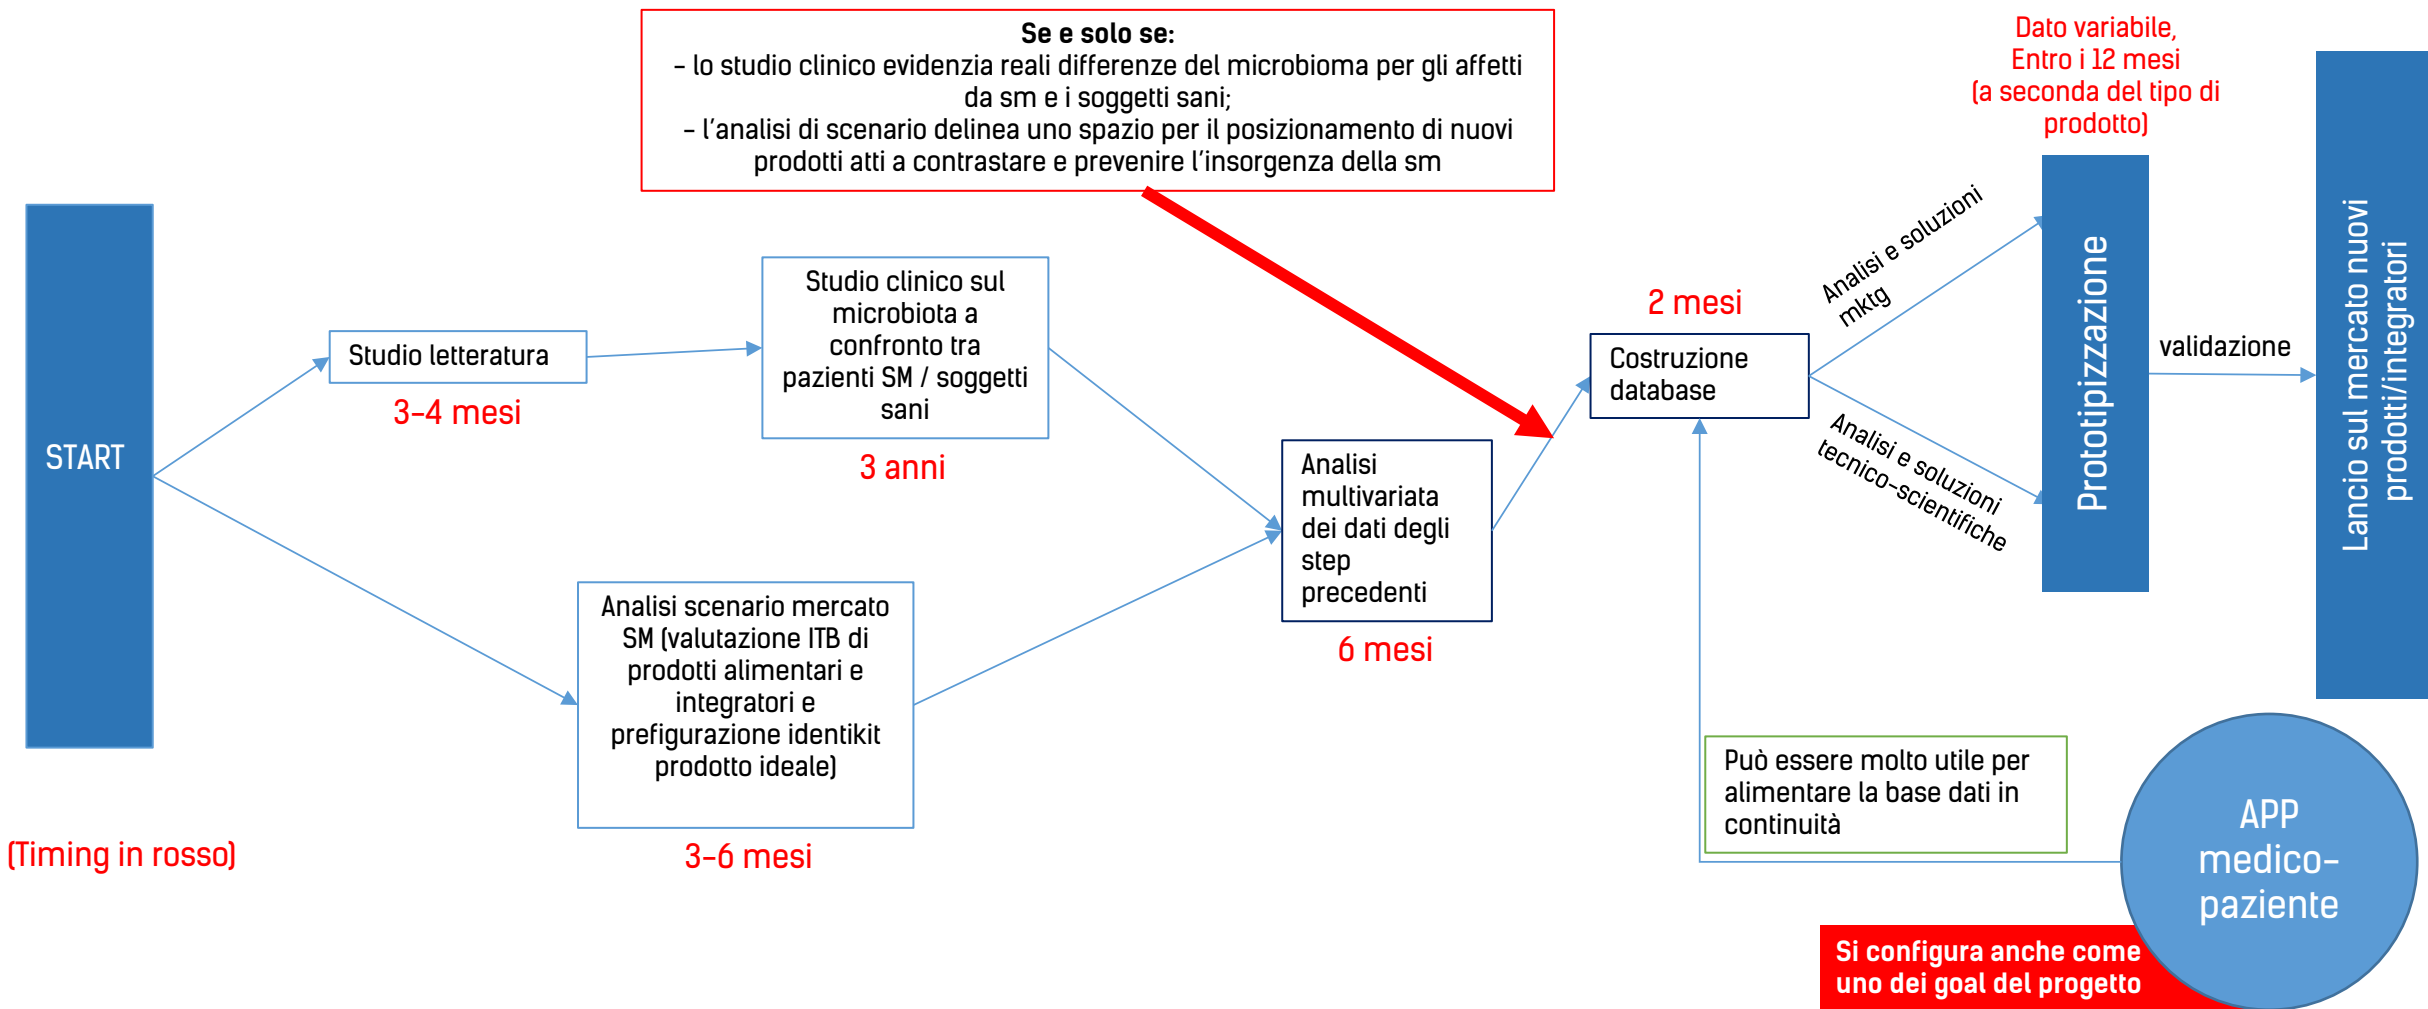 Se e solo se:
- lo studio clinico evidenzia reali differenze del microbioma per gli affetti
da sm e i soggetti sani;
- l'analisi di scenario delinea uno spazio per il posizionamento di nuovi
prodotti atti a contrastare e prevenire l'insorgenza della sm
Dato variabile,
Entro i 12 mesi
(a seconda del tipo di
prodotto)
START
Studio letteratura
3-4 mesi
Studio clinico sul
microbiota a
confronto tra
pazienti SM / soggetti
sani
3 anni
Analisi scenario mercato
SM (valutazione ITB di
prodotti alimentari e
integratori e
prefigurazione identikit
prodotto ideale)
3-6 mesi
Analisi
multivariata
dei dati degli
step
precedenti
6 mesi
2 mesi
Costruzione
database
Analisi e soluzioni
mktg
Analisi e soluzioni
tecnico-scientifiche
Prototipizzazione
validazione
Lancio sul mercato nuovi
prodotti/integratori
Può essere molto utile per
alimentare la base dati in
continuità
APP
medico-
paziente
Si configura anche come
uno dei goal del progetto
(Timing in rosso)